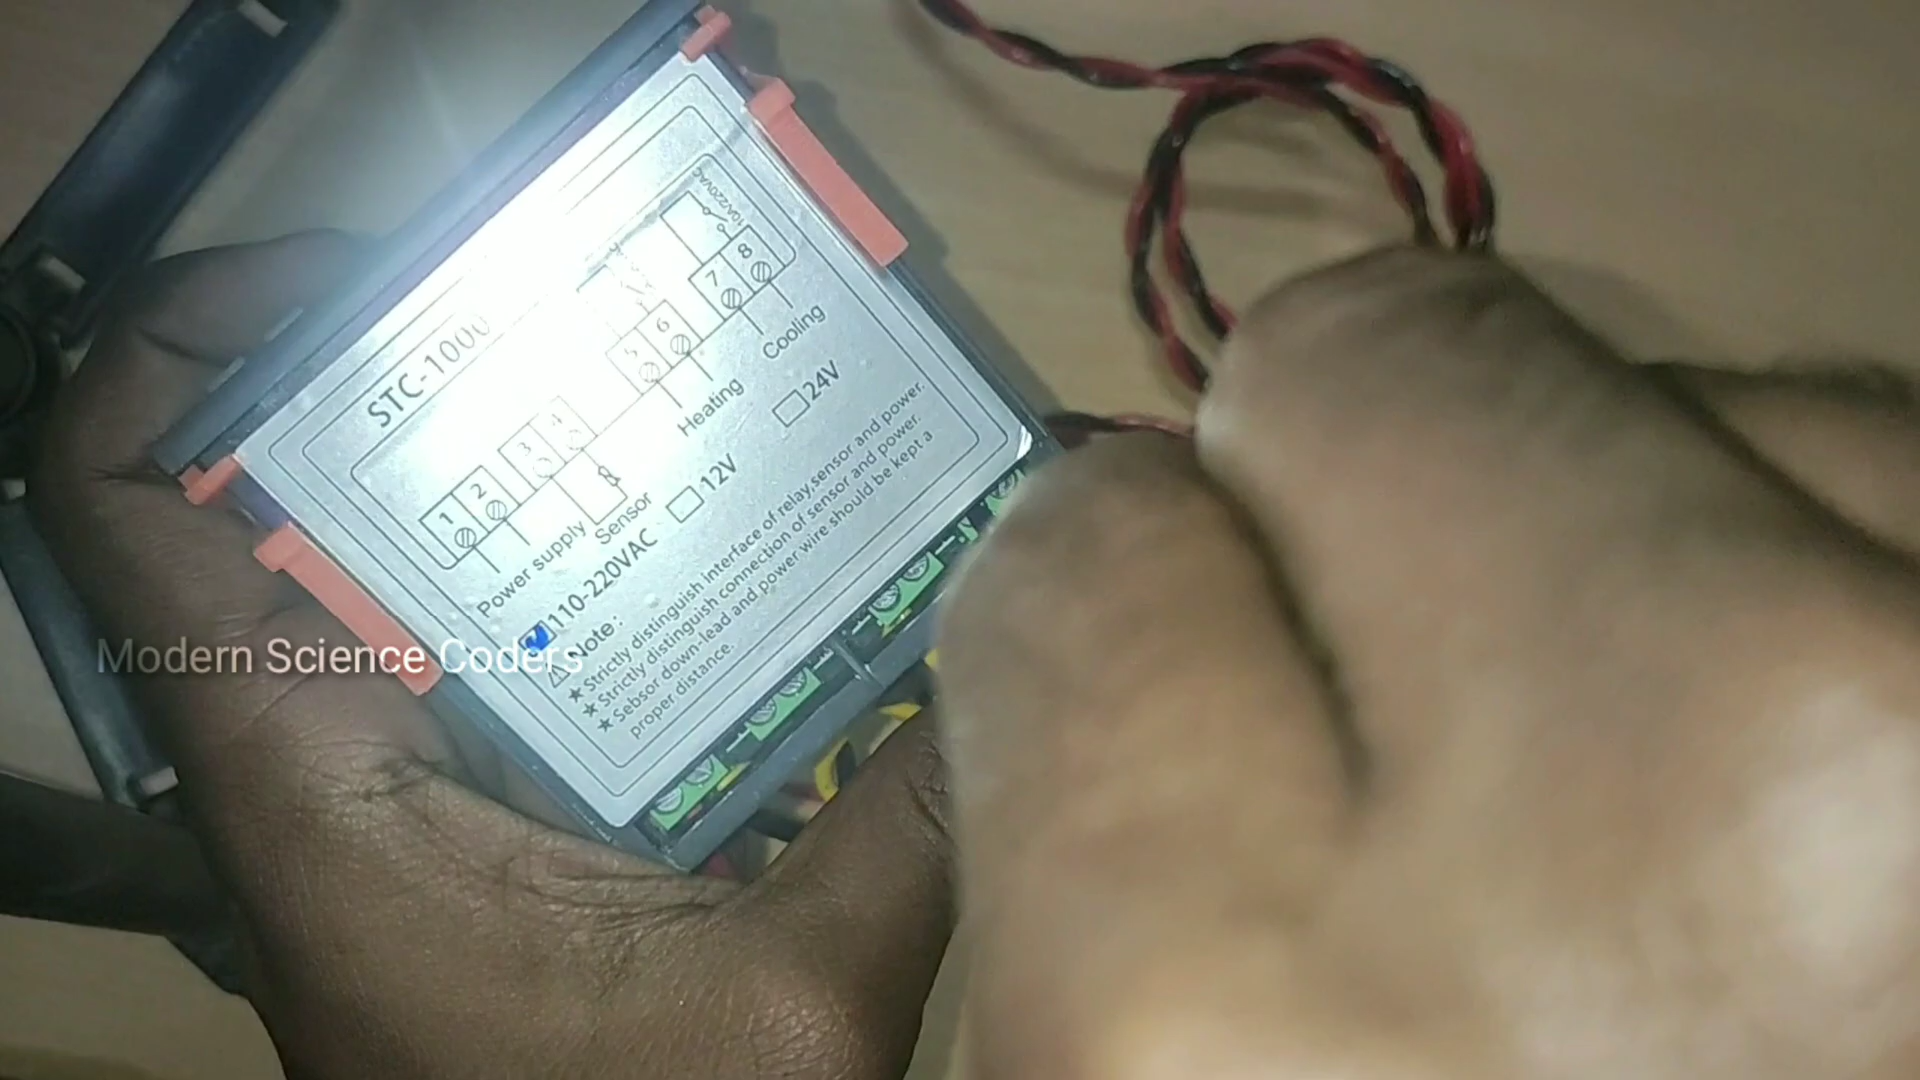 STC-1000
10A/220VAC
1 2 3 4 5 6 7 8
Power supply Sensor Heating Cooling
110-220VAC 12V 24V
Note:
★Strictly distinguish interface of relay,sensor and power.
★Strictly distinguish connection of sensor and power.
★Sebsor down-lead and power wire should be kept a
proper distance.
Modern Science Coders